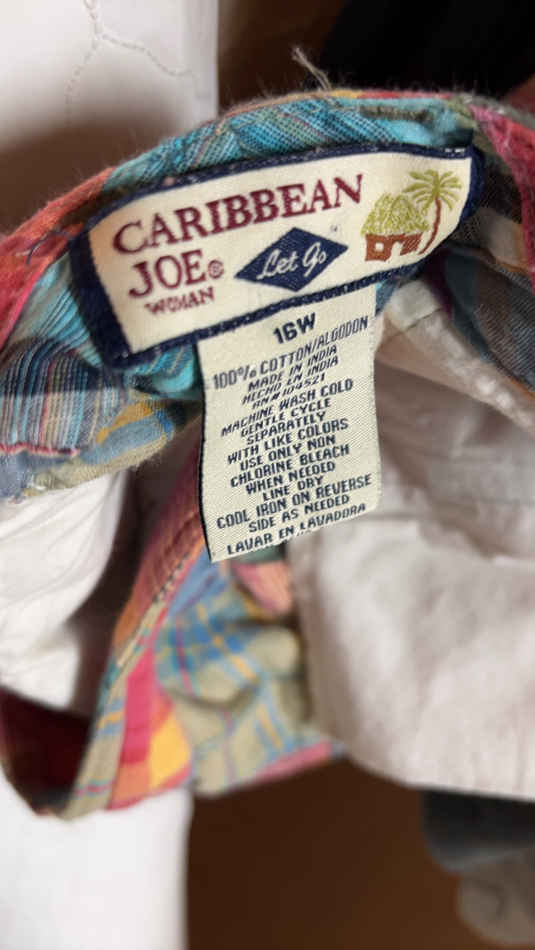 CARIBBEAN
JOE®
WOMAN
Let Go
™
16W
100% COTTON/ALGODON
MADE IN INDIA
HECHO EN INDIA
RN# 104521
MACHINE WASH COLD
GENTLE CYCLE
SEPARATELY
WITH LIKE COLORS
USE ONLY NON
CHLORINE BLEACH
WHEN NEEDED
LINE DRY
COOL IRON ON REVERSE
SIDE AS NEEDED
LAVAR EN LAVADORA